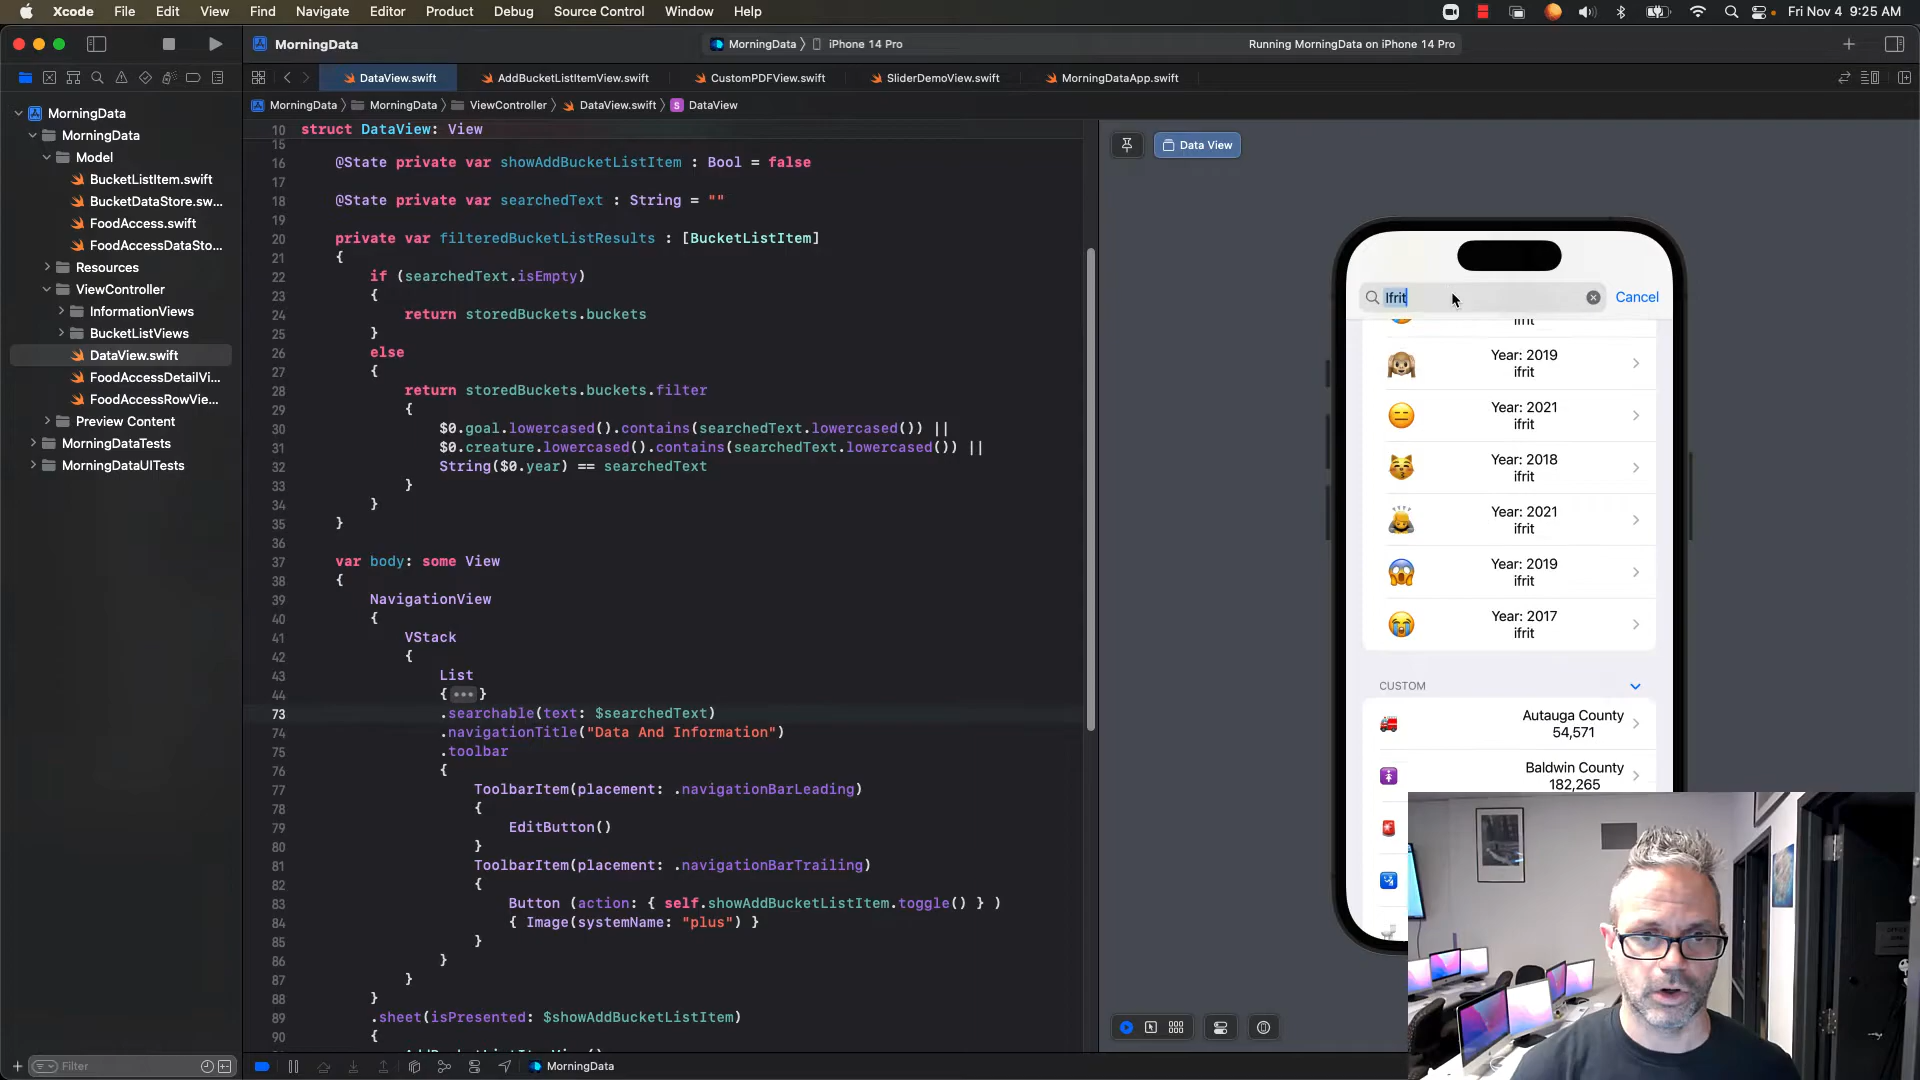 Xcode File Edit View Find Navigate Editor Product Debug Source Control Window Help Fri Nov 4 9:25 AM
MorningData MorningData iPhone 14 Pro Running MorningData on iPhone 14 Pro
DataView.swift AddBucketListItemView.swift CustomPDFView.swift SliderDemoView.swift MorningDataApp.swift
MorningData MorningData ViewController DataView.swift S DataView
MorningData
MorningData
Model
BucketListItem.swift
BucketDataStore.sw...
FoodAccess.swift
FoodAccessDataSto...
Resources
ViewController
InformationViews
BucketListViews
DataView.swift
FoodAccessDetailVi...
FoodAccessRowVie...
Preview Content
MorningDataTests
MorningDataUITests
Filter
10 struct DataView: View
15
16 @State private var showAddBucketListItem : Bool = false
17
18 @State private var searchedText : String = ""
19
20 private var filteredBucketListResults : [BucketListItem]
21 {
22 if (searchedText.isEmpty)
23 {
24 return storedBuckets.buckets
25 }
26 else
27 {
28 return storedBuckets.buckets.filter
29 {
30 $0.goal.lowercased().contains(searchedText.lowercased()) ||
31 $0.creature.lowercased().contains(searchedText.lowercased()) ||
32 String($0.year) == searchedText
33 }
34 }
35 }
36
37 var body: some View
38 {
39 NavigationView
40 {
41 VStack
42 {
43 List
44 {•••}
73 .searchable(text: $searchedText)
74 .navigationTitle("Data And Information")
75 .toolbar
76 {
77 ToolbarItem(placement: .navigationBarLeading)
78 {
79 EditButton()
80 }
81 ToolbarItem(placement: .navigationBarTrailing)
82 {
83 Button (action: { self.showAddBucketListItem.toggle() } )
84 { Image(systemName: "plus") }
85 }
86 }
87 }
88 }
89 .sheet(isPresented: $showAddBucketListItem)
90 {
MorningData
Data View
Ifrit Cancel
ifrit
Year: 2019
ifrit
Year: 2021
ifrit
Year: 2018
ifrit
Year: 2021
ifrit
Year: 2019
ifrit
Year: 2017
ifrit
CUSTOM
Autauga County
54,571
Baldwin County
182,265